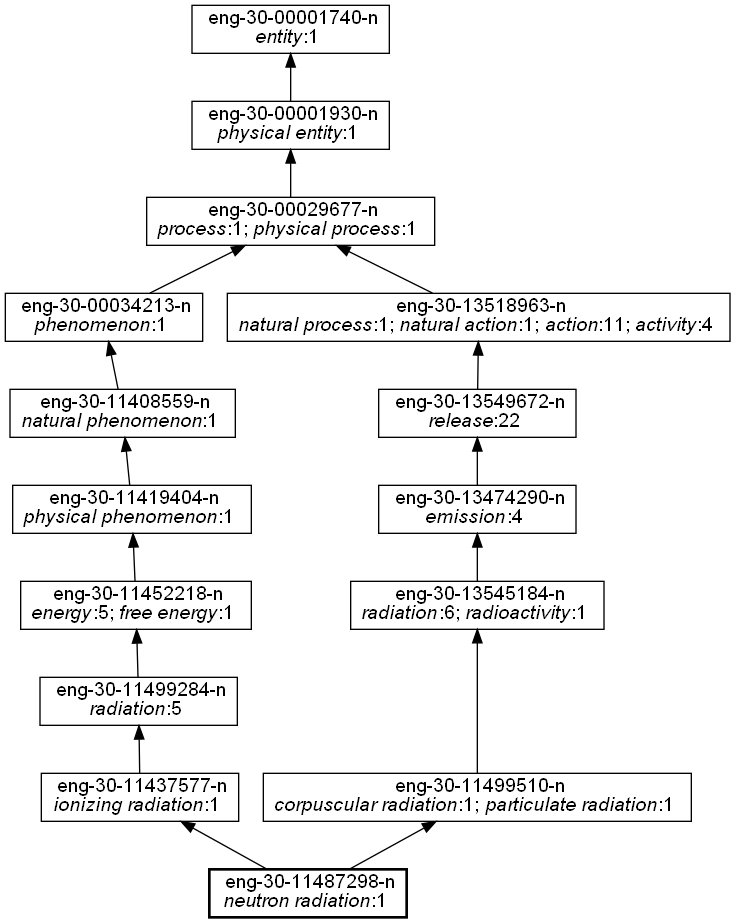 eng-30-00001740-n
entity:1
eng-30-00001930-n
physical entity:1
eng-30-00029677-n
process:1; physical process:1
eng-30-00034213-n
phenomenon:1
eng-30-13518963-n
natural process:1; natural action:1; action:11; activity:4
eng-30-11408559-n
natural phenomenon:1
eng-30-13549672-n
release:22
eng-30-11419404-n
physical phenomenon:1
eng-30-13474290-n
emission:4
eng-30-11452218-n
energy:5; free energy:1
eng-30-13545184-n
radiation:6; radioactivity:1
eng-30-11499284-n
radiation:5
eng-30-11437577-n
ionizing radiation:1
eng-30-11499510-n
corpuscular radiation:1; particulate radiation:1
eng-30-11487298-n
neutron radiation:1